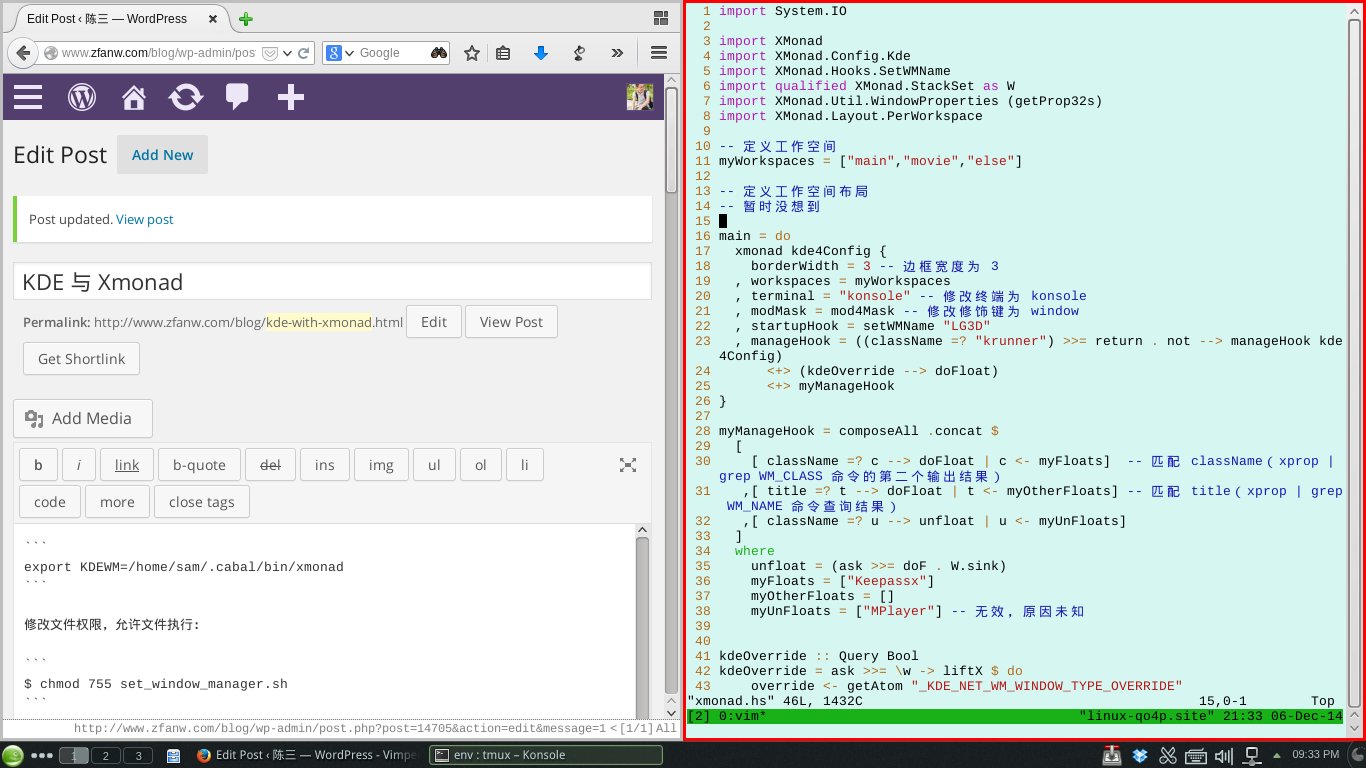 Edit Post ‹ 陈三 — WordPress
www.zfanw.com/blog/wp-admin/pos
Google
Edit Post
Add New
Post updated. View post
KDE 与 Xmonad
Permalink: http://www.zfanw.com/blog/kde-with-xmonad.html
Edit
View Post
Get Shortlink
Add Media
b
i
link
b-quote
del
ins
img
ul
ol
li
code
more
close tags
```
export KDEWM=/home/sam/.cabal/bin/xmonad
```
修改文件权限，允许文件执行:
```
$ chmod 755 set_window_manager.sh
```
http://www.zfanw.com/blog/wp-admin/post.php?post=14705&action=edit&message=1 <[1/1]All
1 import System.IO
2
3 import XMonad
4 import XMonad.Config.Kde
5 import XMonad.Hooks.SetWMName
6 import qualified XMonad.StackSet as W
7 import XMonad.Util.WindowProperties (getProp32s)
8 import XMonad.Layout.PerWorkspace
9
10 -- 定义工作空间
11 myWorkspaces = ["main","movie","else"]
12
13 -- 定义工作空间布局
14 -- 暂时没想到
15
16 main = do
17   xmonad kde4Config {
18     borderWidth = 3 -- 边框宽度为 3
19   , workspaces = myWorkspaces
20   , terminal = "konsole" -- 修改终端为 konsole
21   , modMask = mod4Mask -- 修改修饰键为 window
22   , startupHook = setWMName "LG3D"
23   , manageHook = ((className =? "krunner") >>= return . not --> manageHook kde
4Config)
24       <+> (kdeOverride --> doFloat)
25       <+> myManageHook
26 }
27
28 myManageHook = composeAll .concat $
29   [
30     [ className =? c --> doFloat | c <- myFloats]  -- 匹配 className（xprop |
grep WM_CLASS 命令的第二个输出结果）
31    ,[ title =? t --> doFloat | t <- myOtherFloats] -- 匹配 title（xprop | grep
WM_NAME 命令查询结果）
32    ,[ className =? u --> unfloat | u <- myUnFloats]
33   ]
34   where
35     unfloat = (ask >>= doF . W.sink)
36     myFloats = ["Keepassx"]
37     myOtherFloats = []
38     myUnFloats = ["MPlayer"] -- 无效，原因未知
39
40
41 kdeOverride :: Query Bool
42 kdeOverride = ask >>= \w -> liftX $ do
43     override <- getAtom "_KDE_NET_WM_WINDOW_TYPE_OVERRIDE"
"xmonad.hs" 46L, 1432C 15,0-1 Top
[2] 0:vim* "linux-qo4p.site" 21:33 06-Dec-14
1
2
3
Edit Post ‹ 陈三 — WordPress - Vimpe
env : tmux – Konsole
09:33 PM